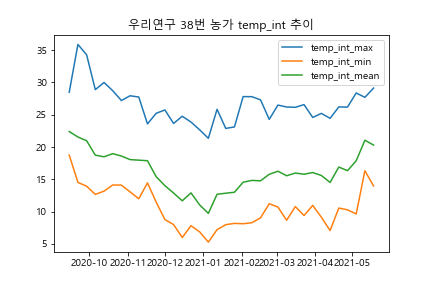 우리연구 38번 농가 temp_int 추이
temp_int_max
temp_int_min
temp_int_mean
35
30
25
20
15
10
5
2020-10 2020-11 2020-12 2021-01 2021-02 2021-03 2021-04 2021-05